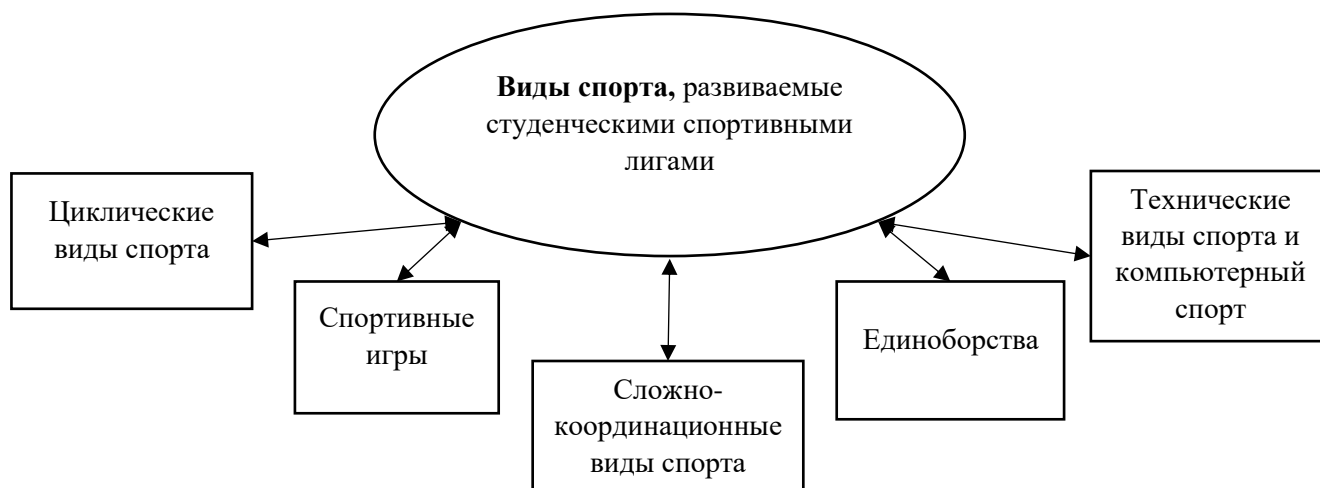 Виды спорта, развиваемые
студенческими спортивными
лигами
Циклические
виды спорта
Спортивные
игры
Сложно-
координационные
виды спорта
Единоборства
Технические
виды спорта и
компьютерный
спорт